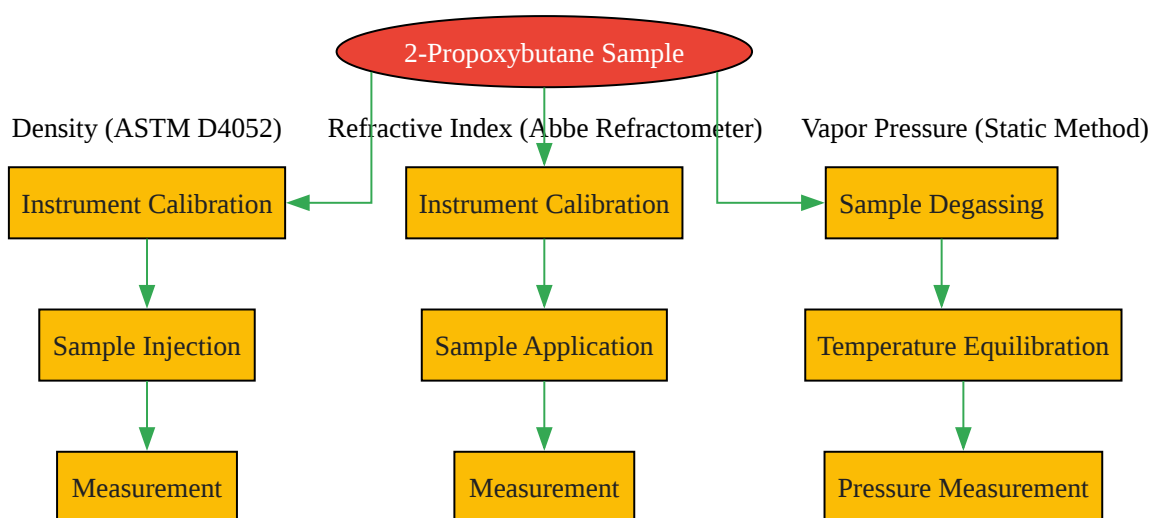 2-Propoxybutane Sample
Density (ASTM D4052)
Refractive Index (Abbe Refractometer)
Vapor Pressure (Static Method)
Instrument Calibration
Instrument Calibration
Sample Degassing
Sample Injection
Sample Application
Temperature Equilibration
Measurement
Measurement
Pressure Measurement